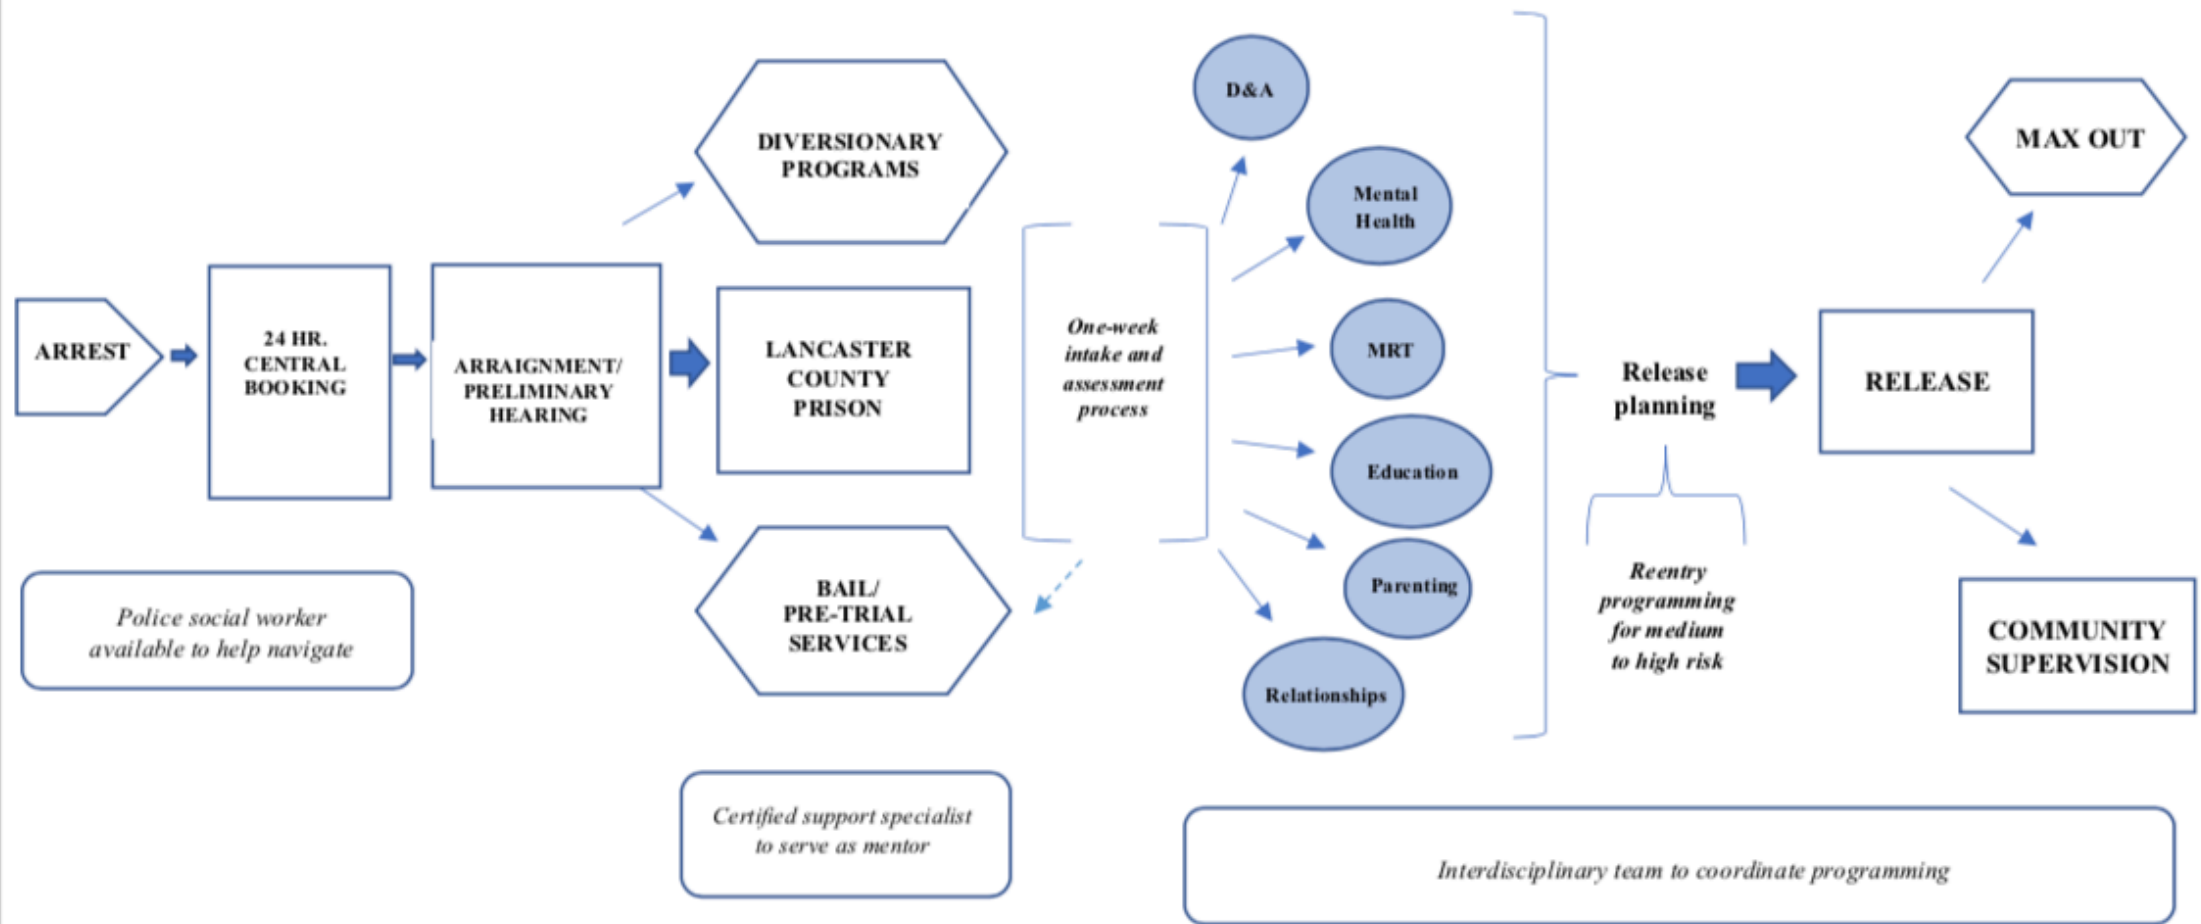 ARREST
24 HR.
CENTRAL
BOOKING
ARRAIGNMENT/
PRELIMINARY
HEARING
DIVERSIONARY
PROGRAMS
LANCASTER
COUNTY
PRISON
BAIL/
PRE-TRIAL
SERVICES
One-week
intake and
assessment
process
D&A
Mental
Health
MRT
Education
Parenting
Relationships
Release
planning
Reentry
programming
for medium
to high risk
RELEASE
MAX OUT
COMMUNITY
SUPERVISION
Police social worker
available to help navigate
Certified support specialist
to serve as mentor
Interdisciplinary team to coordinate programming